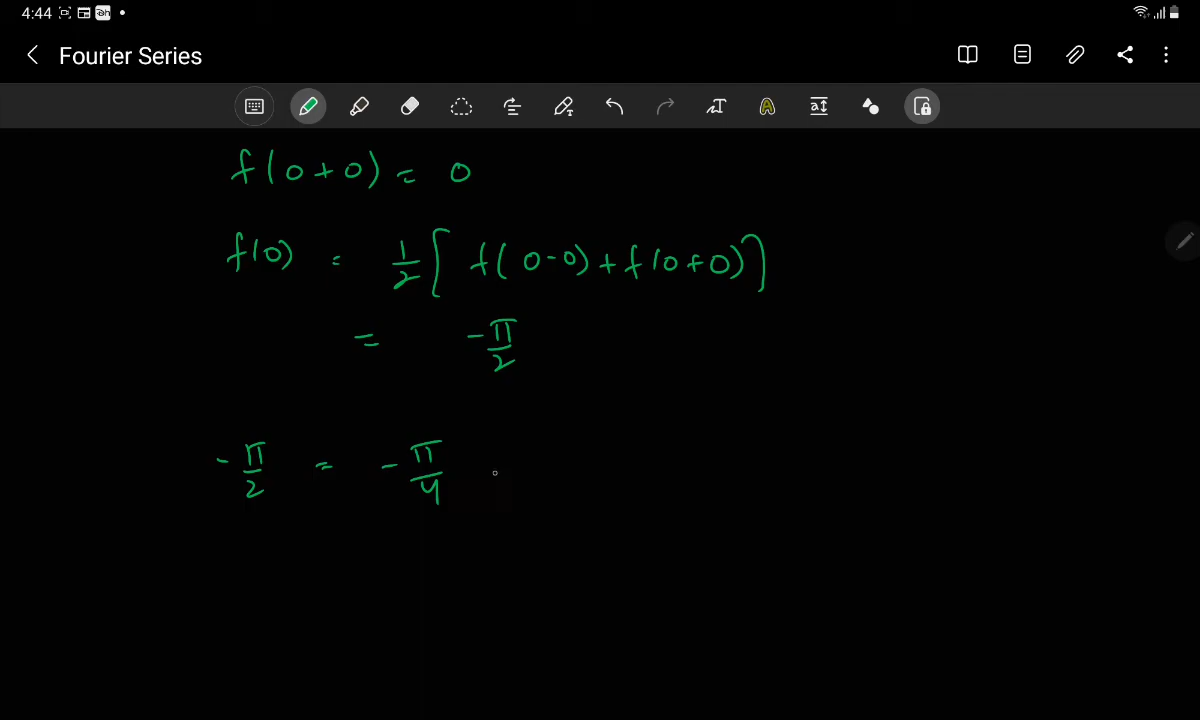 4:44
Fourier Series
f(0+0) = 0
f(0) = 1/2 [ f(0-0) + f(0+0) ]
= -π/2
-π/2 = -π/4